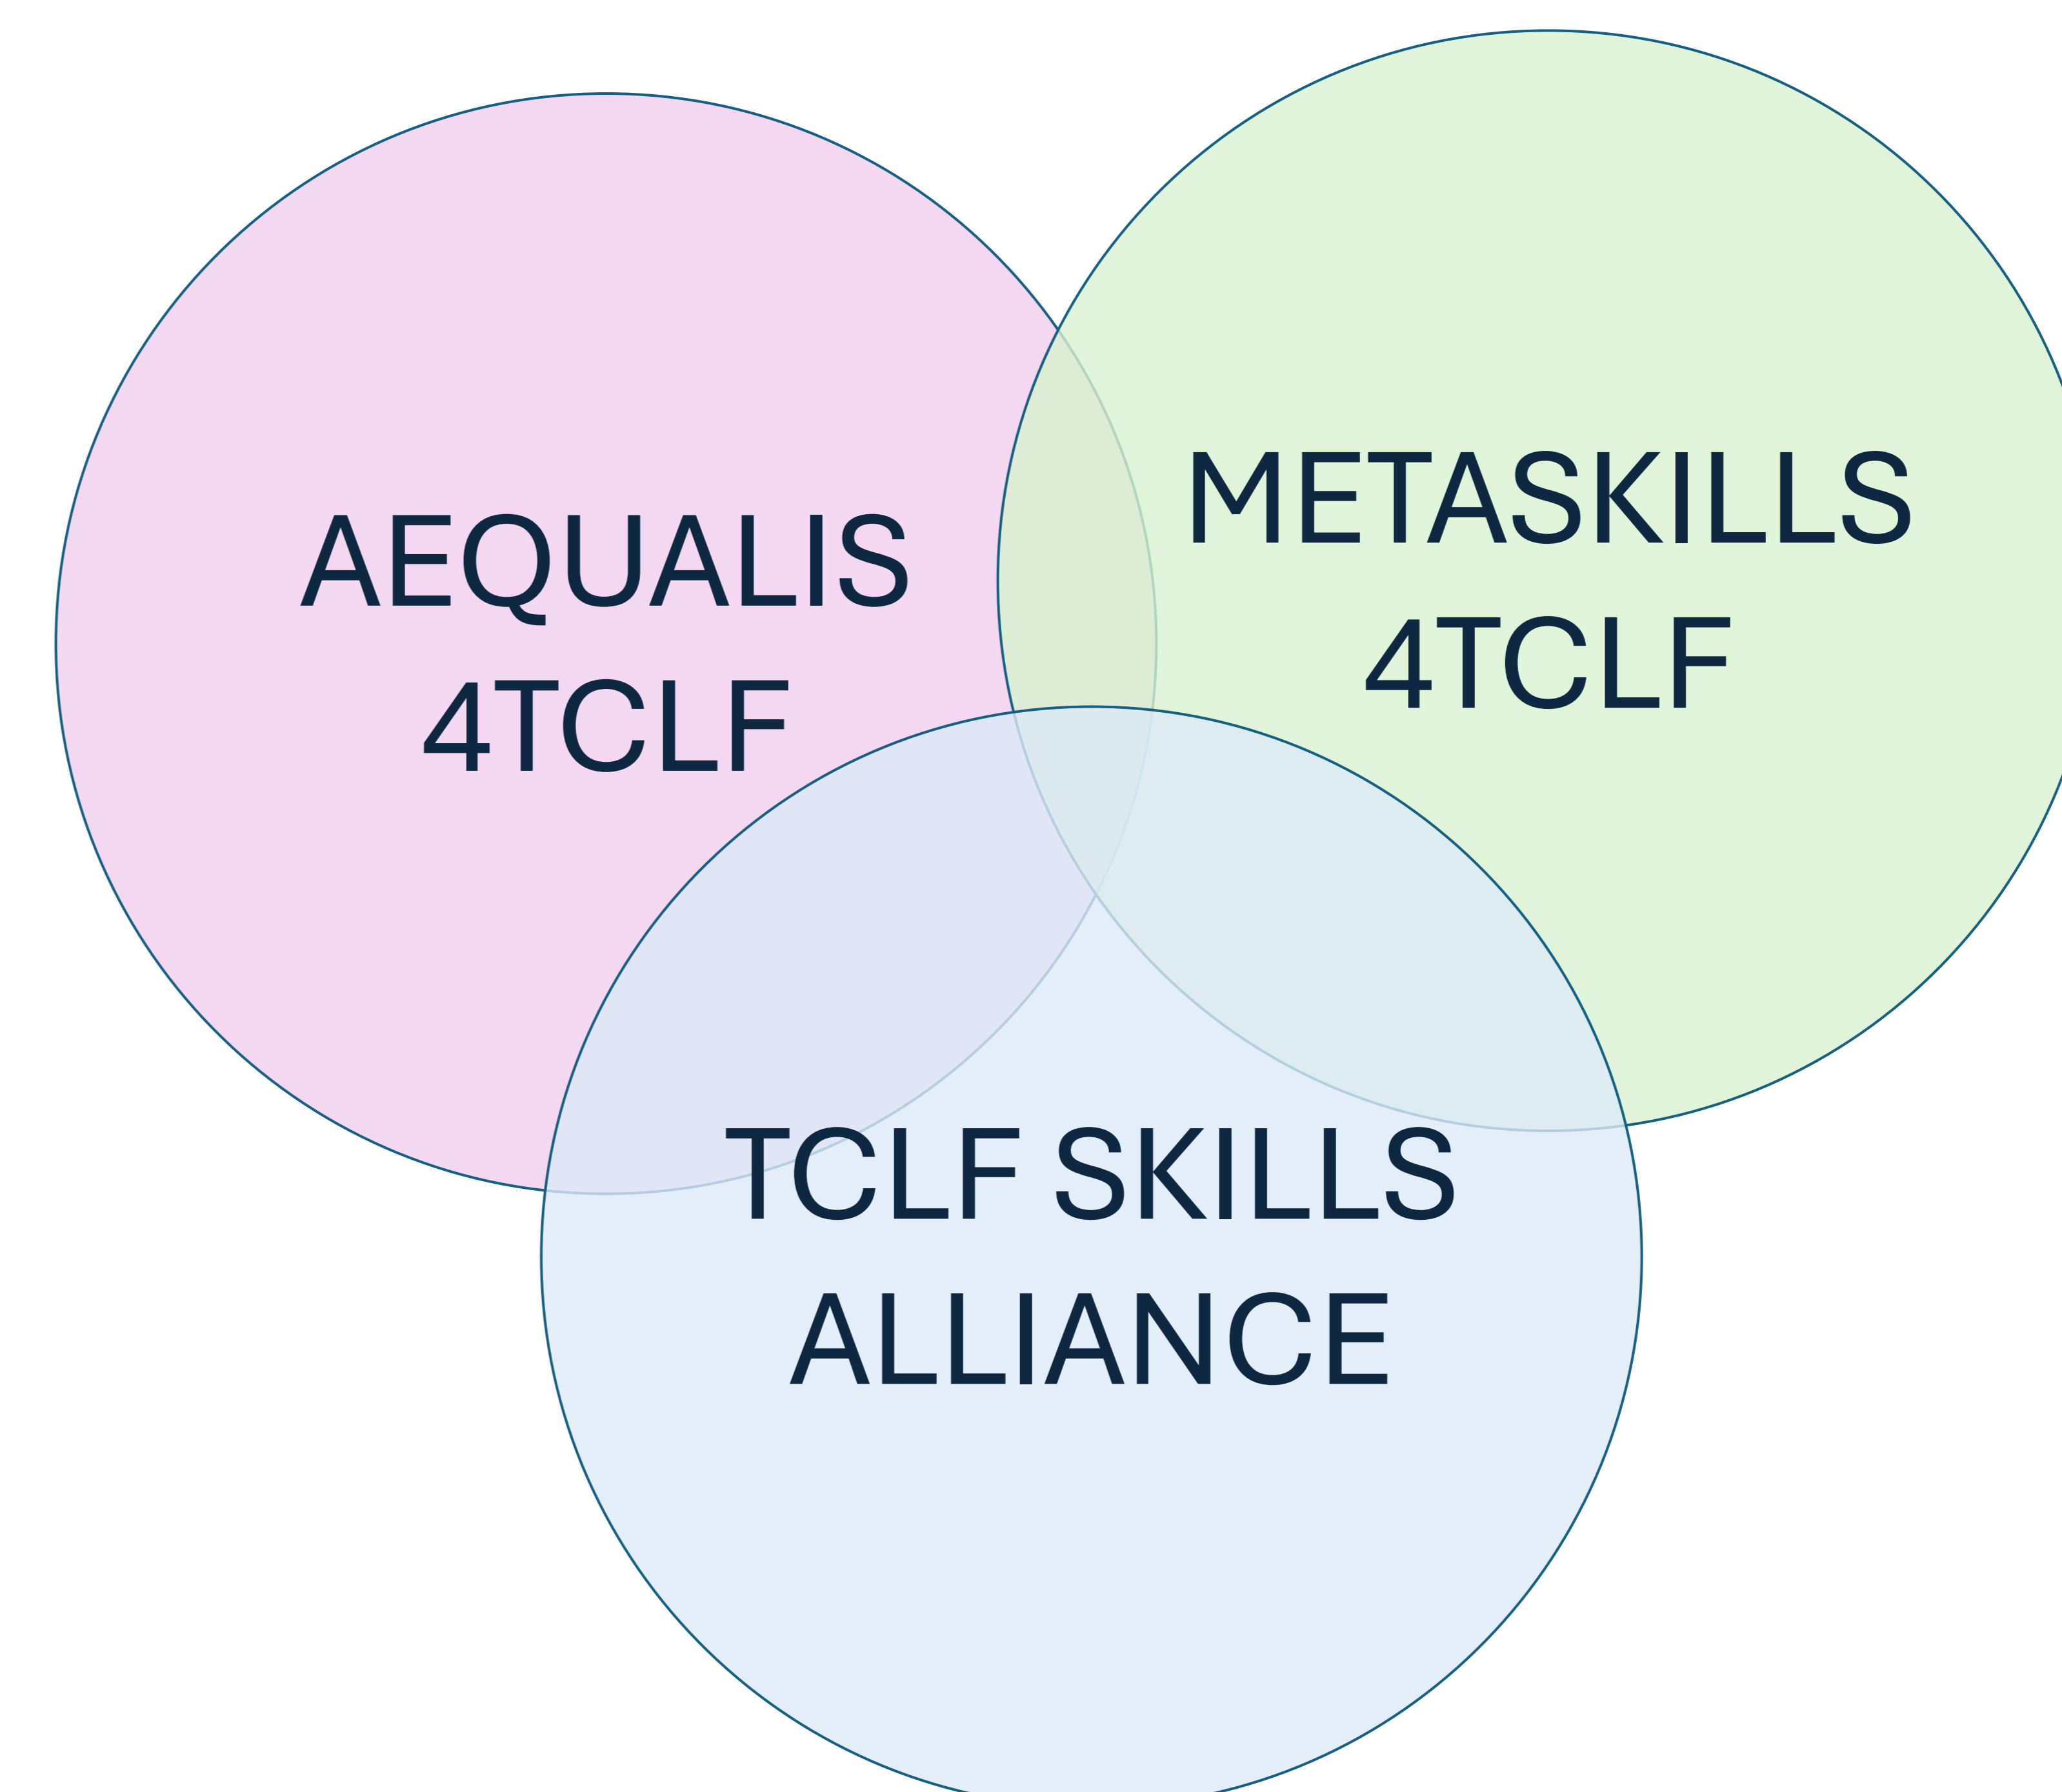 AEQUALIS
4TCLF
METASKILLS
4TCLF
TCLF SKILLS
ALLIANCE